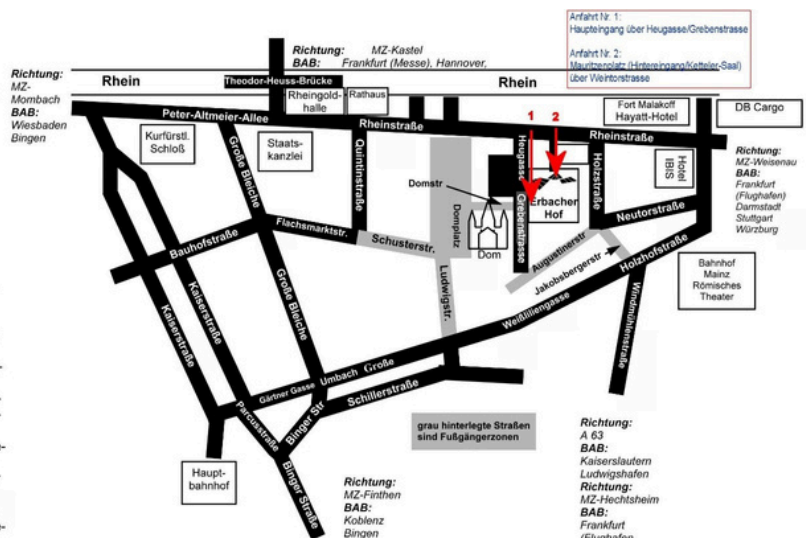 Anfahrt Nr. 1:
Haupteingang über Heugasse/Grebenstrasse
Anfahrt Nr. 2:
Mauritzenplatz (Hintereingang/Ketteler-Saal)
über Weintorstrasse
Richtung: MZ-Kastel
BAB: Frankfurt (Messe), Hannover,
Richtung:
MZ-
Mombach
BAB:
Wiesbaden
Bingen
Rhein
Theodor-Heuss-Brücke
Rhein
Rheingold-
halle
Rathaus
Fort Malakoff
Hayatt-Hotel
DB Cargo
Peter-Altmeier-Allee
Rheinstraße
1
2
Rheinstraße
Kurfürstl.
Schloß
Große Bleiche
Staats-
kanzlei
Quintinstraße
Heugasse
Grebenstrasse
Holzstraße
Hotel
IBIS
Richtung:
MZ-Weisenau
BAB:
Frankfurt
(Flughafen)
Darmstadt
Stuttgart
Würzburg
Domstr
Domplatz
Dom
Erbacher
Hof
Neutorstraße
Bauhofstraße
Flachsmarktstr.
Schusterstr.
Augustinerstr
Jakobsbergerstr
Holzhofstraße
Bahnhof
Mainz
Römisches
Theater
Kaiserstraße
Kaiserstraße
Große Bleiche
Ludwigstr.
Weißliliengasse
Windmühlenstraße
Gärtner Gasse
Umbach
Große
Schillerstraße
Parcusstraße
Binger Str
Binger Straße
grau hinterlegte Straßen
sind Fußgängerzonen
Haupt-
bahnhof
Richtung:
MZ-Finthen
BAB:
Koblenz
Bingen
Richtung:
A 63
BAB:
Kaiserslautern
Ludwigshafen
Richtung:
MZ-Hechtsheim
BAB:
Frankfurt
(Flughafen